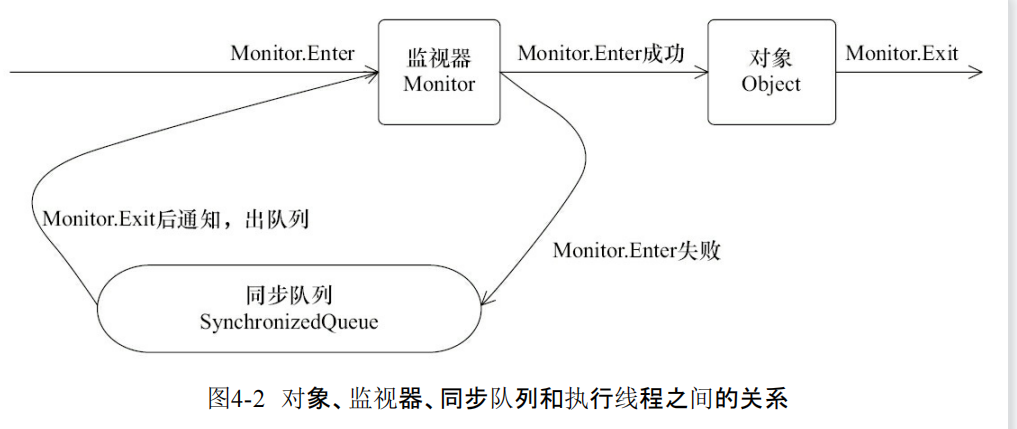 Monitor.Enter
监视器
Monitor
Monitor.Enter成功
对象
Object
Monitor.Exit
Monitor.Exit后通知，出队列
Monitor.Enter失败
同步队列
SynchronizedQueue
图4-2 对象、监视器、同步队列和执行线程之间的关系